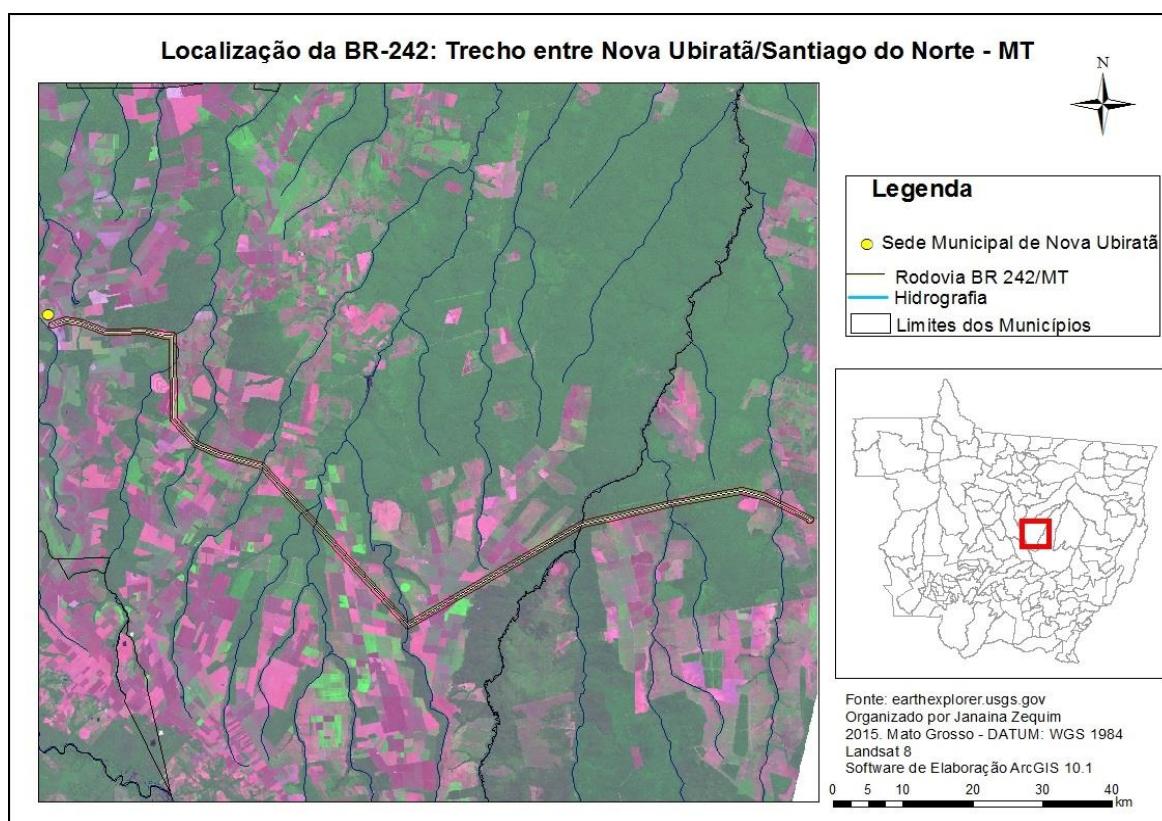 Localização da BR-242: Trecho entre Nova Ubiratã/Santiago do Norte - MT
N
Legenda
Sede Municipal de Nova Ubiratã
Rodovia BR 242/MT
Hidrografia
Limites dos Municípios
Fonte: earthexplorer.usgs.gov
Organizado por Janaina Zequim
2015. Mato Grosso - DATUM: WGS 1984
Landsat 8
Software de Elaboração ArcGIS 10.1
0 5 10 20 30 40
km